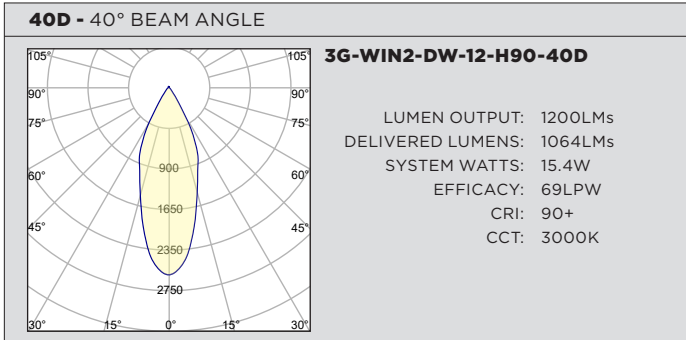 40D - 40° BEAM ANGLE
3G-WIN2-DW-12-H90-40D
LUMEN OUTPUT: 1200LMs
DELIVERED LUMENS: 1064LMs
SYSTEM WATTS: 15.4W
EFFICACY: 69LPW
CRI: 90+
CCT: 3000K
105° 105°
90° 90°
75° 75°
900
60° 60°
1650
45° 45°
2350
2750
30° 15° 0° 15° 30°